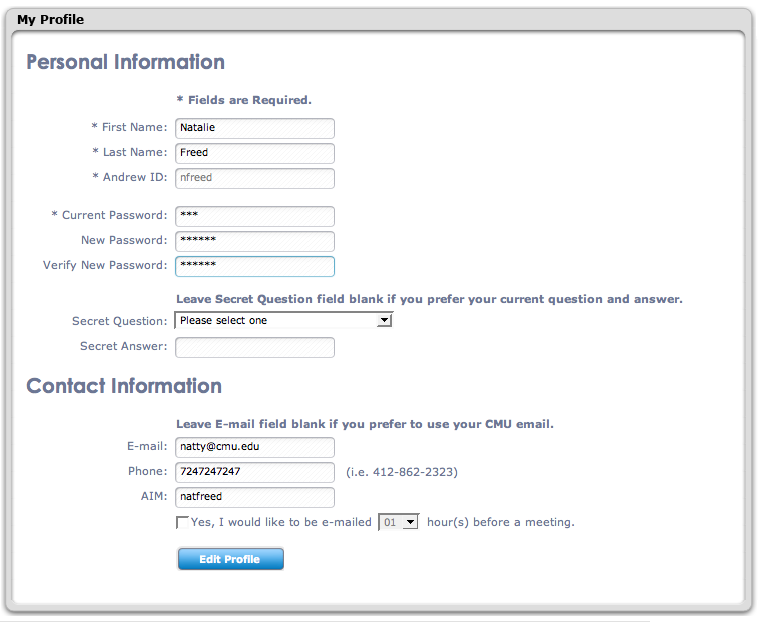 My Profile
Personal Information
* Fields are Required.
* First Name: Natalie
* Last Name: Freed
* Andrew ID: nfreed
* Current Password: ***
New Password: ******
Verify New Password: ******
Leave Secret Question field blank if you prefer your current question and answer.
Secret Question: Please select one
Secret Answer:
Contact Information
Leave E-mail field blank if you prefer to use your CMU email.
E-mail: natty@cmu.edu
Phone: 7247247247 (i.e. 412-862-2323)
AIM: natfreed
Yes, I would like to be e-mailed 01 hour(s) before a meeting.
Edit Profile